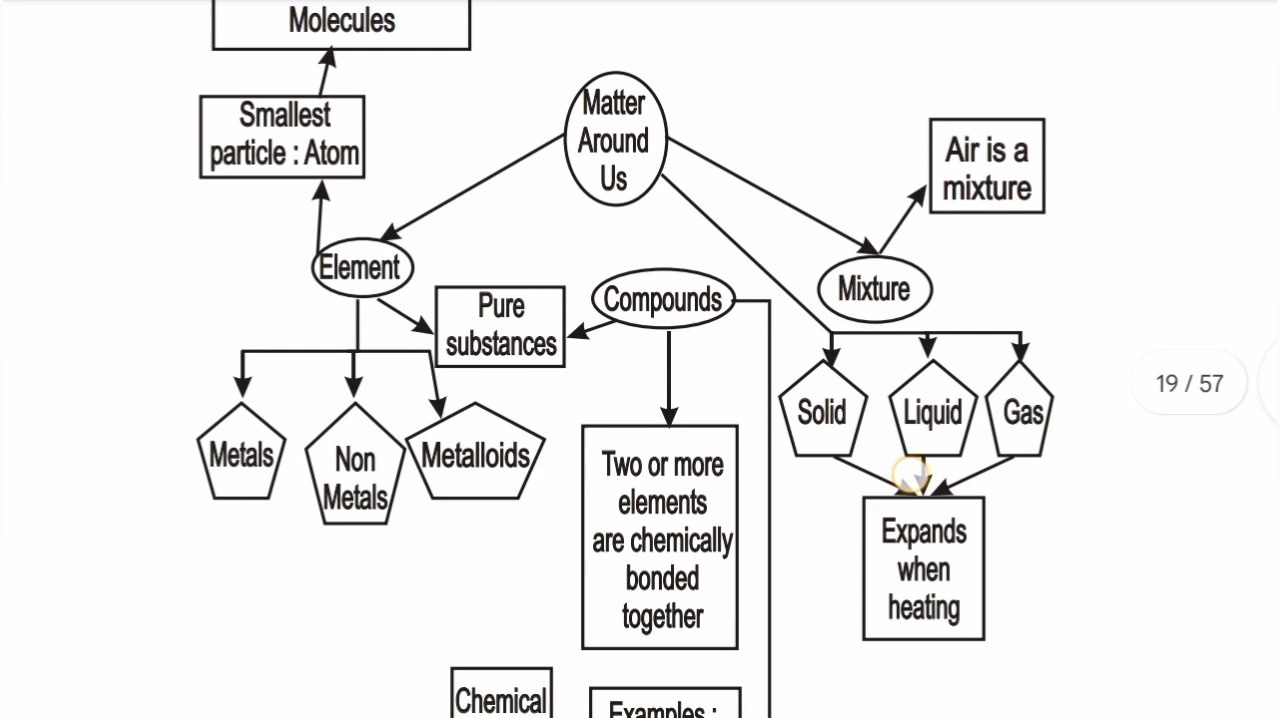 Molecules
Smallest
particle : Atom
Matter
Around
Us
Air is a
mixture
Element
Pure
substances
Compounds
Mixture
Metals
Non
Metals
Metalloids
Two or more
elements
are chemically
bonded
together
Solid
Liquid
Gas
19 / 57
Expands
when
heating
Chemical
Examples :